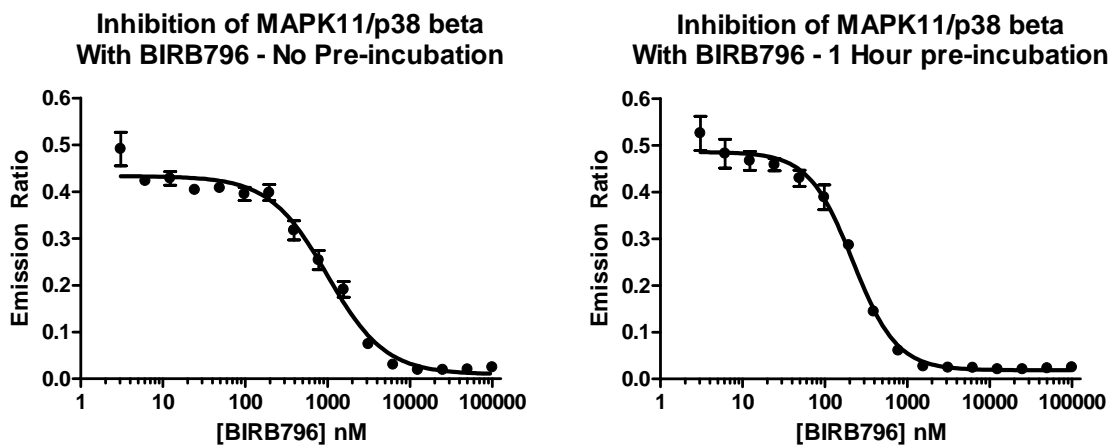 Inhibition of MAPK11/p38 beta
With BIRB796 - No Pre-incubation
0.6
0.5
0.4
0.3
0.2
0.1
0.0
Emission Ratio
1 10 100 1000 10000 100000
[BIRB796] nM
Inhibition of MAPK11/p38 beta
With BIRB796 - 1 Hour pre-incubation
0.6
0.5
0.4
0.3
0.2
0.1
0.0
Emission Ratio
1 10 100 1000 10000 100000
[BIRB796] nM